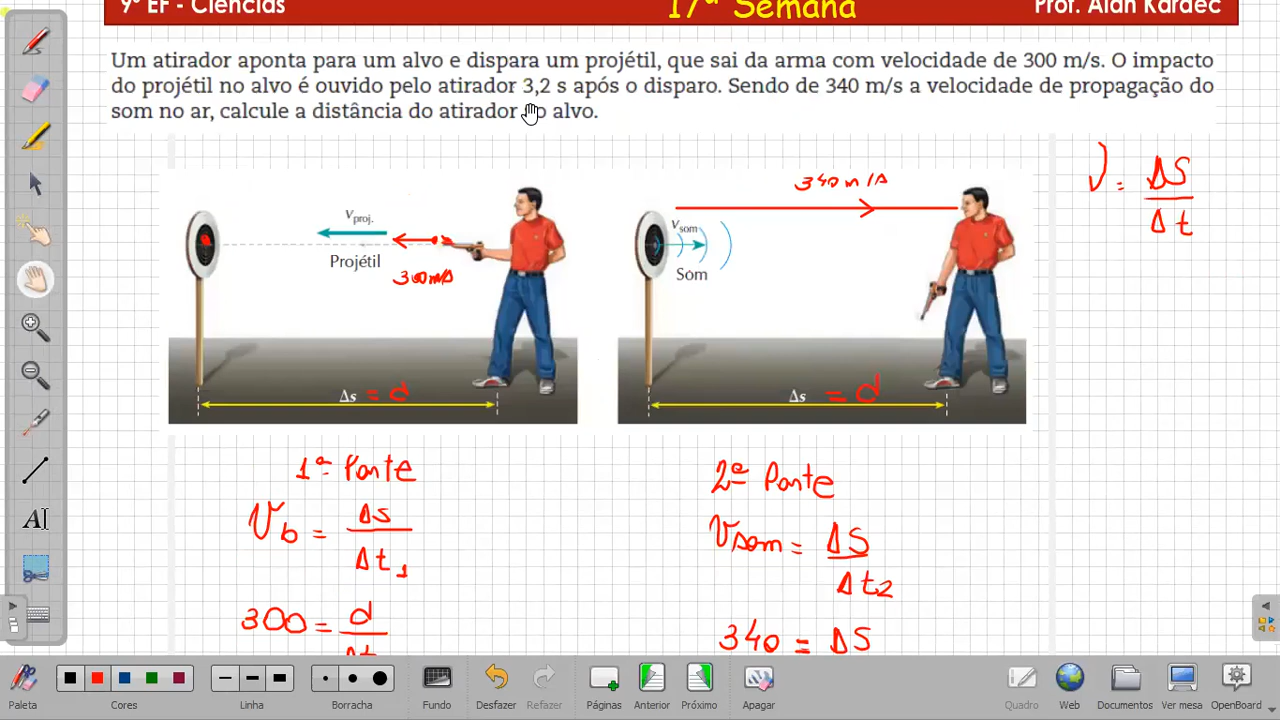 9º EF - Ciências
17ª Semana
Prof. Alan Kardec
Um atirador aponta para um alvo e dispara um projétil, que sai da arma com velocidade de 300 m/s. O impacto
do projétil no alvo é ouvido pelo atirador 3,2 s após o disparo. Sendo de 340 m/s a velocidade de propagação do
som no ar, calcule a distância do atirador ao alvo.
V = ΔS
Δt
340m/s
Vproj.
Projétil
300m/s
Vsom
Som
Δs = d
Δs = d
1ª Parte
Vb = Δs
Δt1
300 = d
Δt
2ª Parte
Vsom = ΔS
Δt2
340 = ΔS
Paleta
Cores
Linha
Borracha
Fundo
Desfazer
Refazer
Páginas
Anterior
Próximo
Apagar
Quadro
Web
Documentos
Ver mesa
OpenBoard